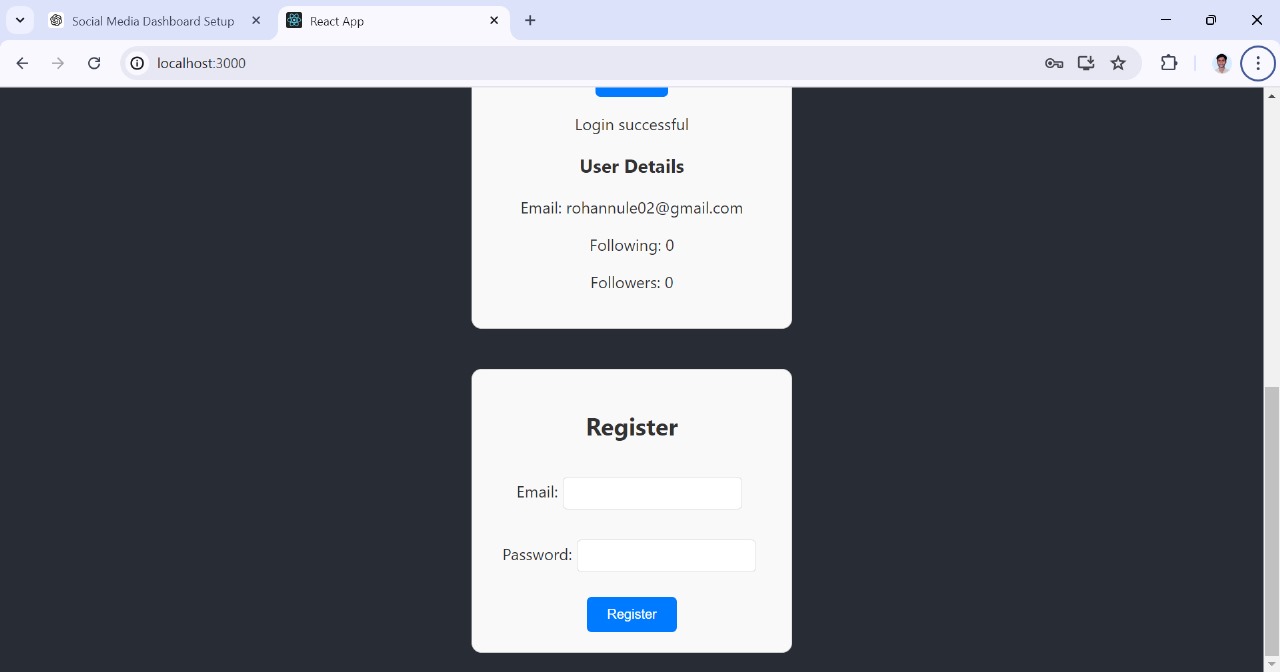 Social Media Dashboard Setup
React App
localhost:3000
Login successful
User Details
Email: rohannule02@gmail.com
Following: 0
Followers: 0
Register
Email:
Password:
Register